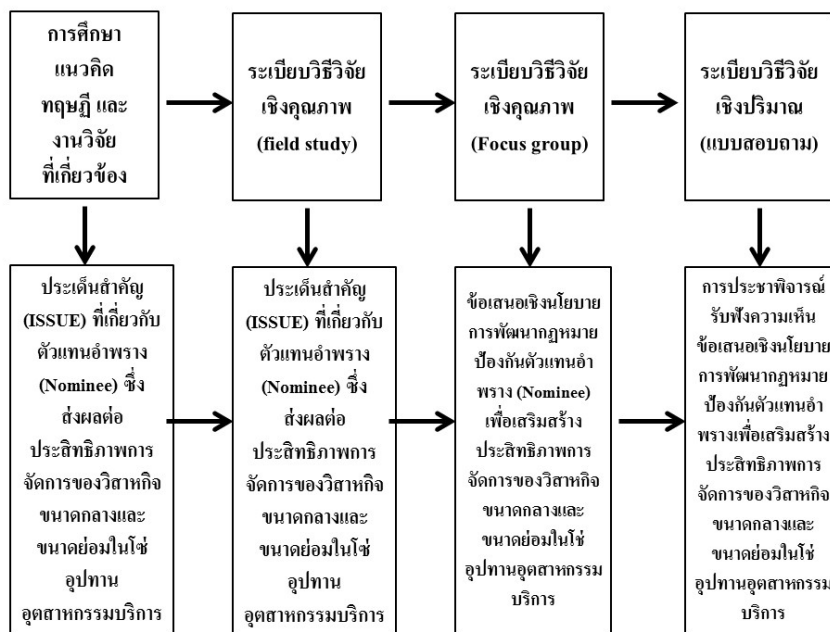 การศึกษา
แนวคิด
ทฤษฎี และ
งานวิจัย
ที่เกี่ยวข้อง
ระเบียบวิธีวิจัย
เชิงคุณภาพ
(field study)
ระเบียบวิธีวิจัย
เชิงคุณภาพ
(Focus group)
ระเบียบวิธีวิจัย
เชิงปริมาณ
(แบบสอบถาม)
ประเด็นสำคัญ
(ISSUE) ที่เกี่ยวกับ
ตัวแทนอำพราง
(Nominee) ซึ่ง
ส่งผลต่อ
ประสิทธิภาพการ
จัดการของวิสาหกิจ
ขนาดกลางและ
ขนาดย่อมในโซ่
อุปทาน
อุตสาหกรรมบริการ
ประเด็นสำคัญ
(ISSUE) ที่เกี่ยวกับ
ตัวแทนอำพราง
(Nominee) ซึ่ง
ส่งผลต่อ
ประสิทธิภาพการ
จัดการของวิสาหกิจ
ขนาดกลางและ
ขนาดย่อมในโซ่
อุปทาน
อุตสาหกรรมบริการ
ข้อเสนอเชิงนโยบาย
การพัฒนากฎหมาย
ป้องกันตัวแทนอำ
พราง (Nominee)
เพื่อเสริมสร้าง
ประสิทธิภาพการ
จัดการของวิสาหกิจ
ขนาดกลางและ
ขนาดย่อมในโซ่
อุปทานอุตสาหกรรม
บริการ
การประชาพิจารณ์
รับฟังความเห็น
ข้อเสนอเชิงนโยบาย
การพัฒนากฎหมาย
ป้องกันตัวแทนอำ
พรางเพื่อเสริมสร้าง
ประสิทธิภาพการ
จัดการของวิสาหกิจ
ขนาดกลางและ
ขนาดย่อมในโซ่
อุปทานอุตสาหกรรม
บริการ